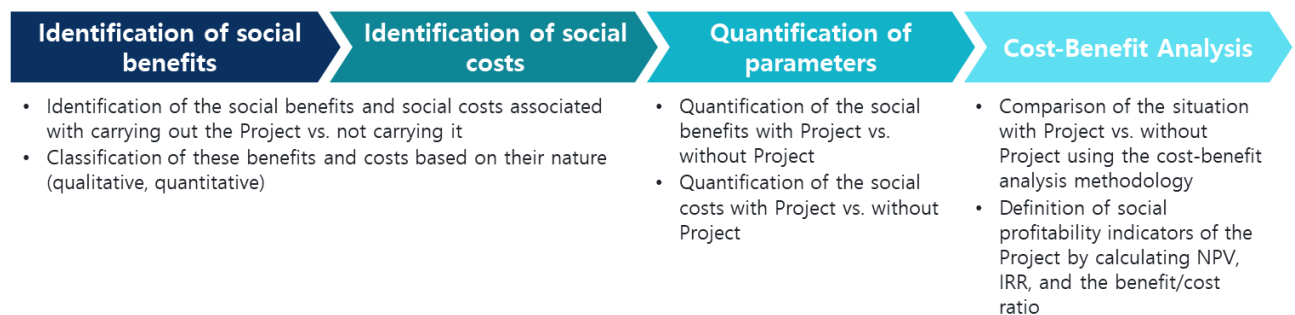 Identification of social
benefits
Identification of social
costs
Quantification of
parameters
Cost-Benefit Analysis
• Identification of the social benefits and social costs associated
with carrying out the Project vs. not carrying it
• Classification of these benefits and costs based on their nature
(qualitative, quantitative)
• Quantification of the social
benefits with Project vs.
without Project
• Quantification of the social
costs with Project vs. without
Project
• Comparison of the situation
with Project vs. without
Project using the cost-benefit
analysis methodology
• Definition of social
profitability indicators of the
Project by calculating NPV,
IRR, and the benefit/cost
ratio